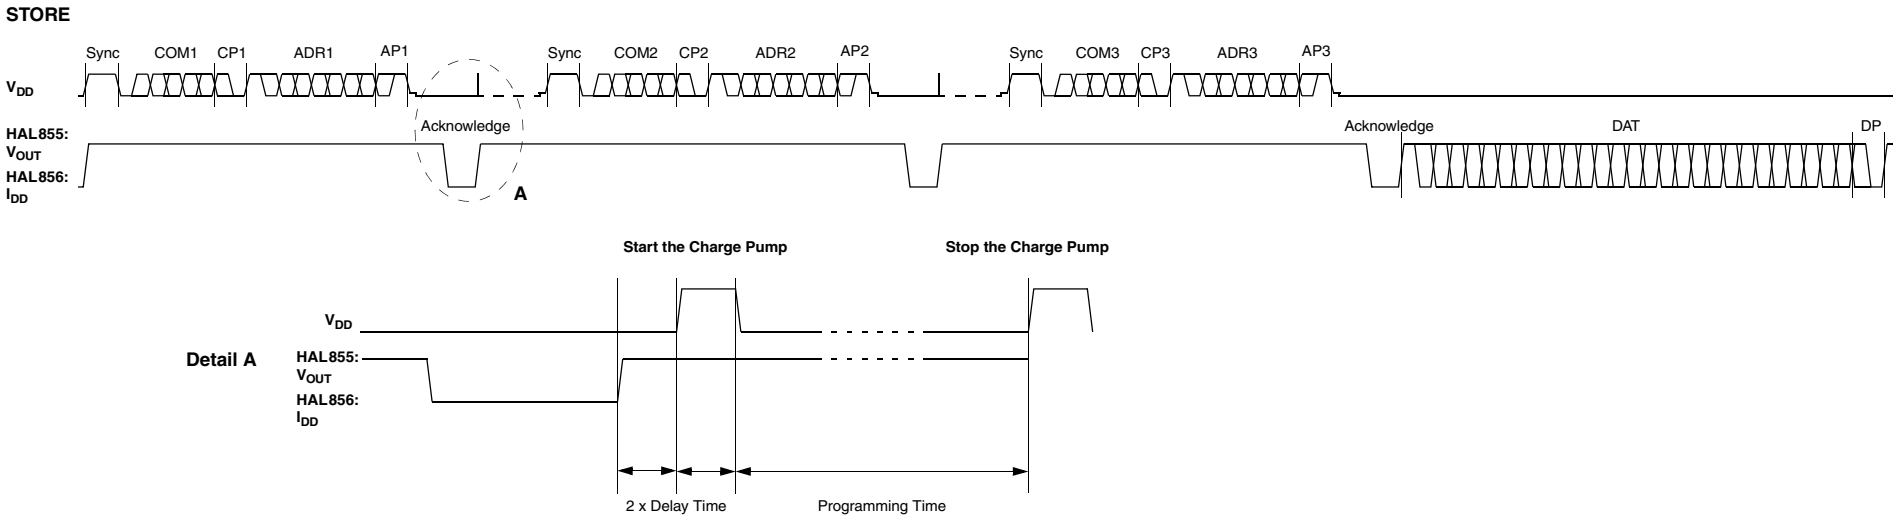 STORE
Sync COM1 CP1 ADR1 AP1 Sync COM2 CP2 ADR2 AP2 Sync COM3 CP3 ADR3 AP3
VDD
HAL855: Acknowledge Acknowledge DAT DP
VOUT
HAL856:
IDD A
Start the Charge Pump Stop the Charge Pump
VDD
Detail A HAL855:
VOUT
HAL856:
IDD
2 x Delay Time Programming Time